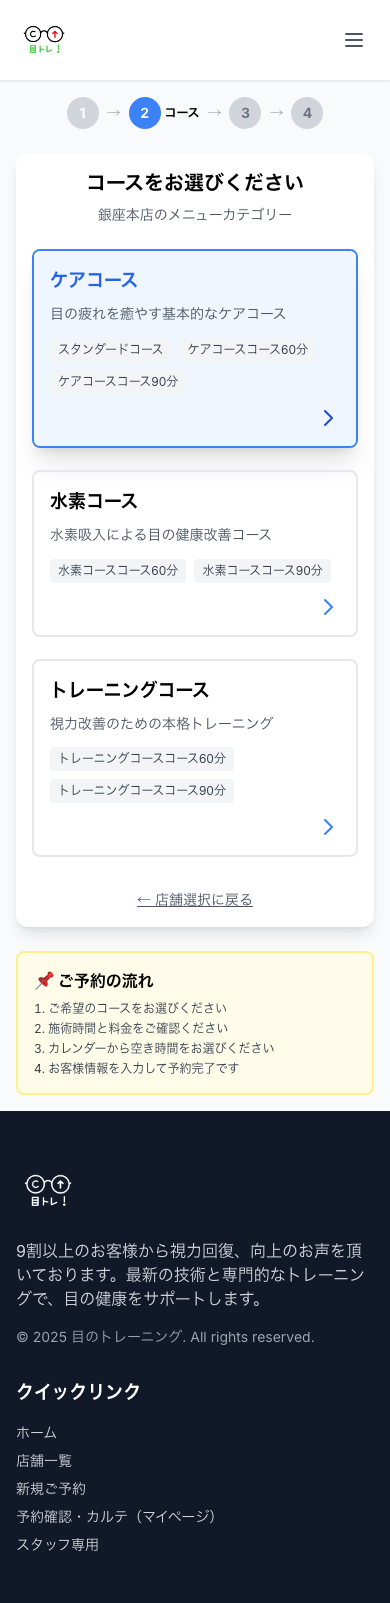 目トレ！
1 → 2 コース → 3 → 4
コースをお選びください
銀座本店のメニューカテゴリー
ケアコース
目の疲れを癒やす基本的なケアコース
スタンダードコース ケアコースコース60分
ケアコースコース90分
水素コース
水素吸入による目の健康改善コース
水素コースコース60分 水素コースコース90分
トレーニングコース
視力改善のための本格トレーニング
トレーニングコースコース60分
トレーニングコースコース90分
← 店舗選択に戻る
📌 ご予約の流れ
1. ご希望のコースをお選びください
2. 施術時間と料金をご確認ください
3. カレンダーから空き時間をお選びください
4. お客様情報を入力して予約完了です
目トレ！
9割以上のお客様から視力回復、向上のお声を頂
いております。最新の技術と専門的なトレーニン
グで、目の健康をサポートします。
© 2025 目のトレーニング. All rights reserved.
クイックリンク
ホーム
店舗一覧
新規ご予約
予約確認・カルテ（マイページ）
スタッフ専用